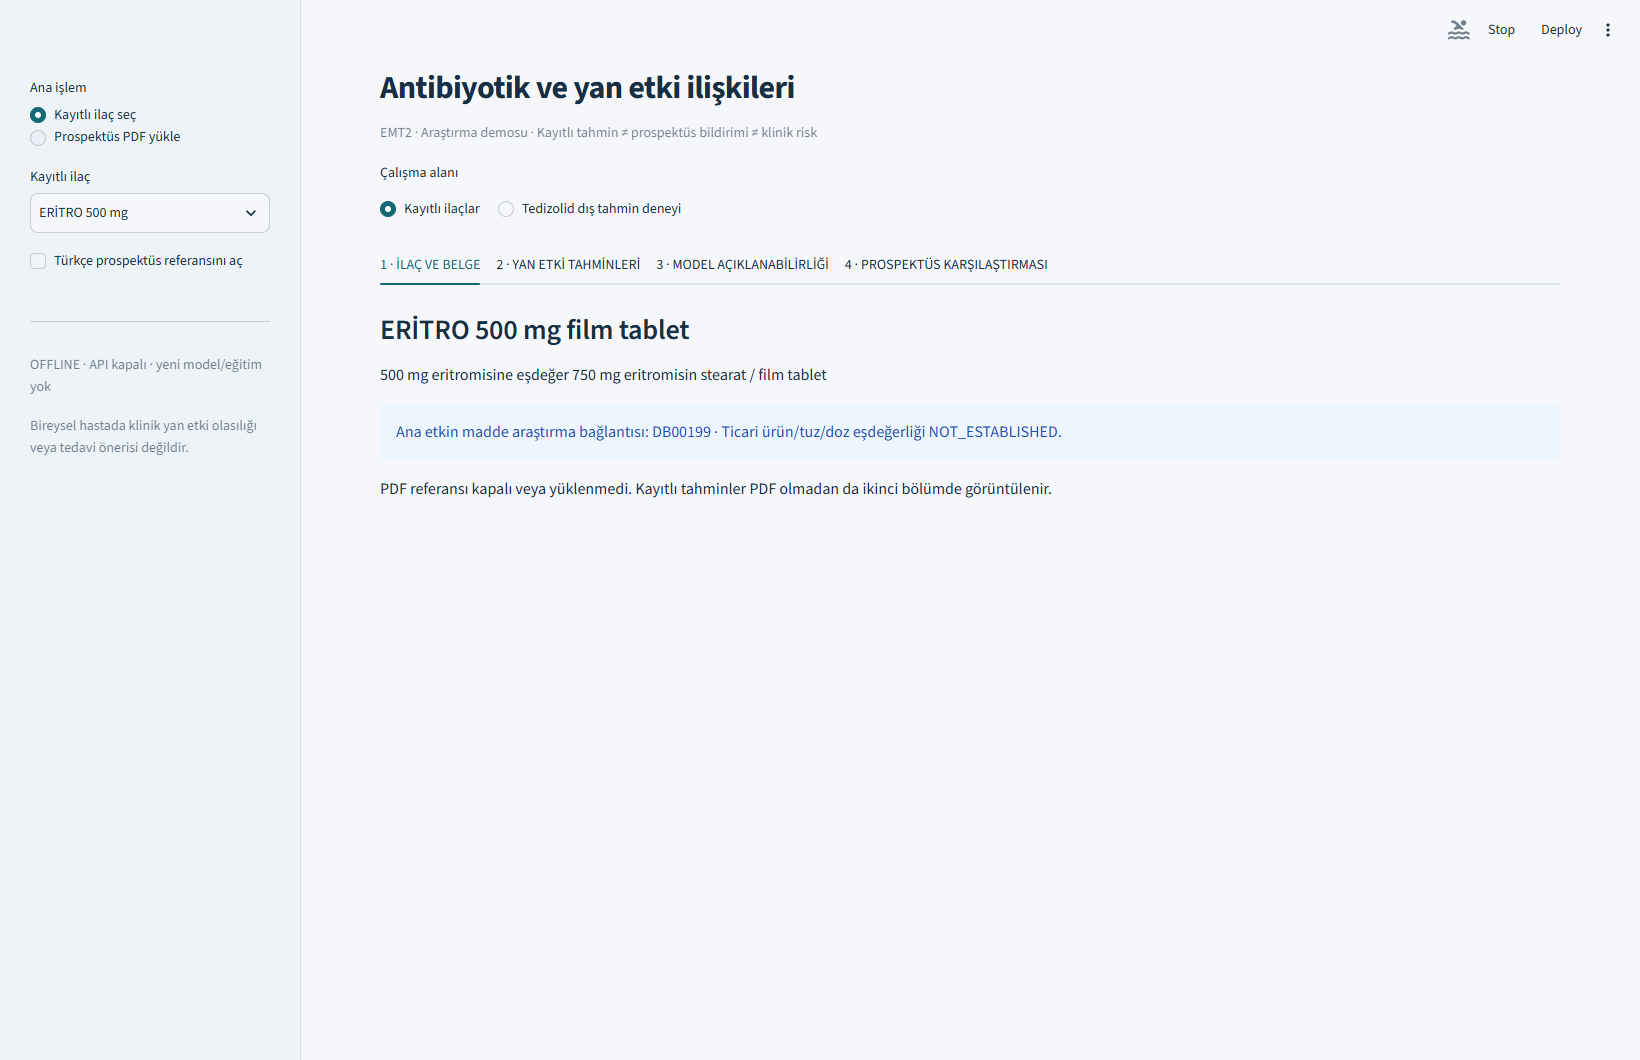 Stop
Deploy
Ana işlem
Kayıtlı ilaç seç
Prospektüs PDF yükle
Kayıtlı ilaç
ERİTRO 500 mg
Türkçe prospektüs referansını aç
OFFLINE · API kapalı · yeni model/eğitim
yok
Bireysel hastada klinik yan etki olasılığı
veya tedavi önerisi değildir.
Antibiyotik ve yan etki ilişkileri
EMT2 · Araştırma demosu · Kayıtlı tahmin ≠ prospektüs bildirimi ≠ klinik risk
Çalışma alanı
Kayıtlı ilaçlar
Tedizolid dış tahmin deneyi
1 · İLAÇ VE BELGE
2 · YAN ETKİ TAHMİNLERİ
3 · MODEL AÇIKLANABİLİRLİĞİ
4 · PROSPEKTÜS KARŞILAŞTIRMASI
ERİTRO 500 mg film tablet
500 mg eritromisine eşdeğer 750 mg eritromisin stearat / film tablet
Ana etkin madde araştırma bağlantısı: DB00199 · Ticari ürün/tuz/doz eşdeğerliği NOT_ESTABLISHED.
PDF referansı kapalı veya yüklenmedi. Kayıtlı tahminler PDF olmadan da ikinci bölümde görüntülenir.